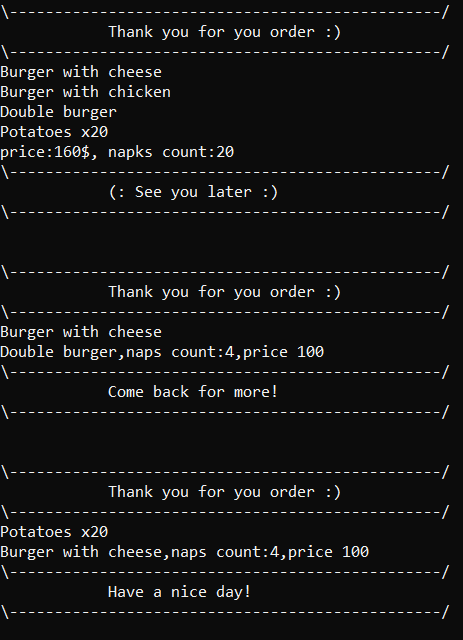 \------------------------------------------------/
Thank you for you order :)
\------------------------------------------------/
Burger with cheese
Burger with chicken
Double burger
Potatoes x20
price:160$, napks count:20
\------------------------------------------------/
(: See you later :)
\------------------------------------------------/
\------------------------------------------------/
Thank you for you order :)
\------------------------------------------------/
Burger with cheese
Double burger,naps count:4,price 100
\------------------------------------------------/
Come back for more!
\------------------------------------------------/
\------------------------------------------------/
Thank you for you order :)
\------------------------------------------------/
Potatoes x20
Burger with cheese,naps count:4,price 100
\------------------------------------------------/
Have a nice day!
\------------------------------------------------/